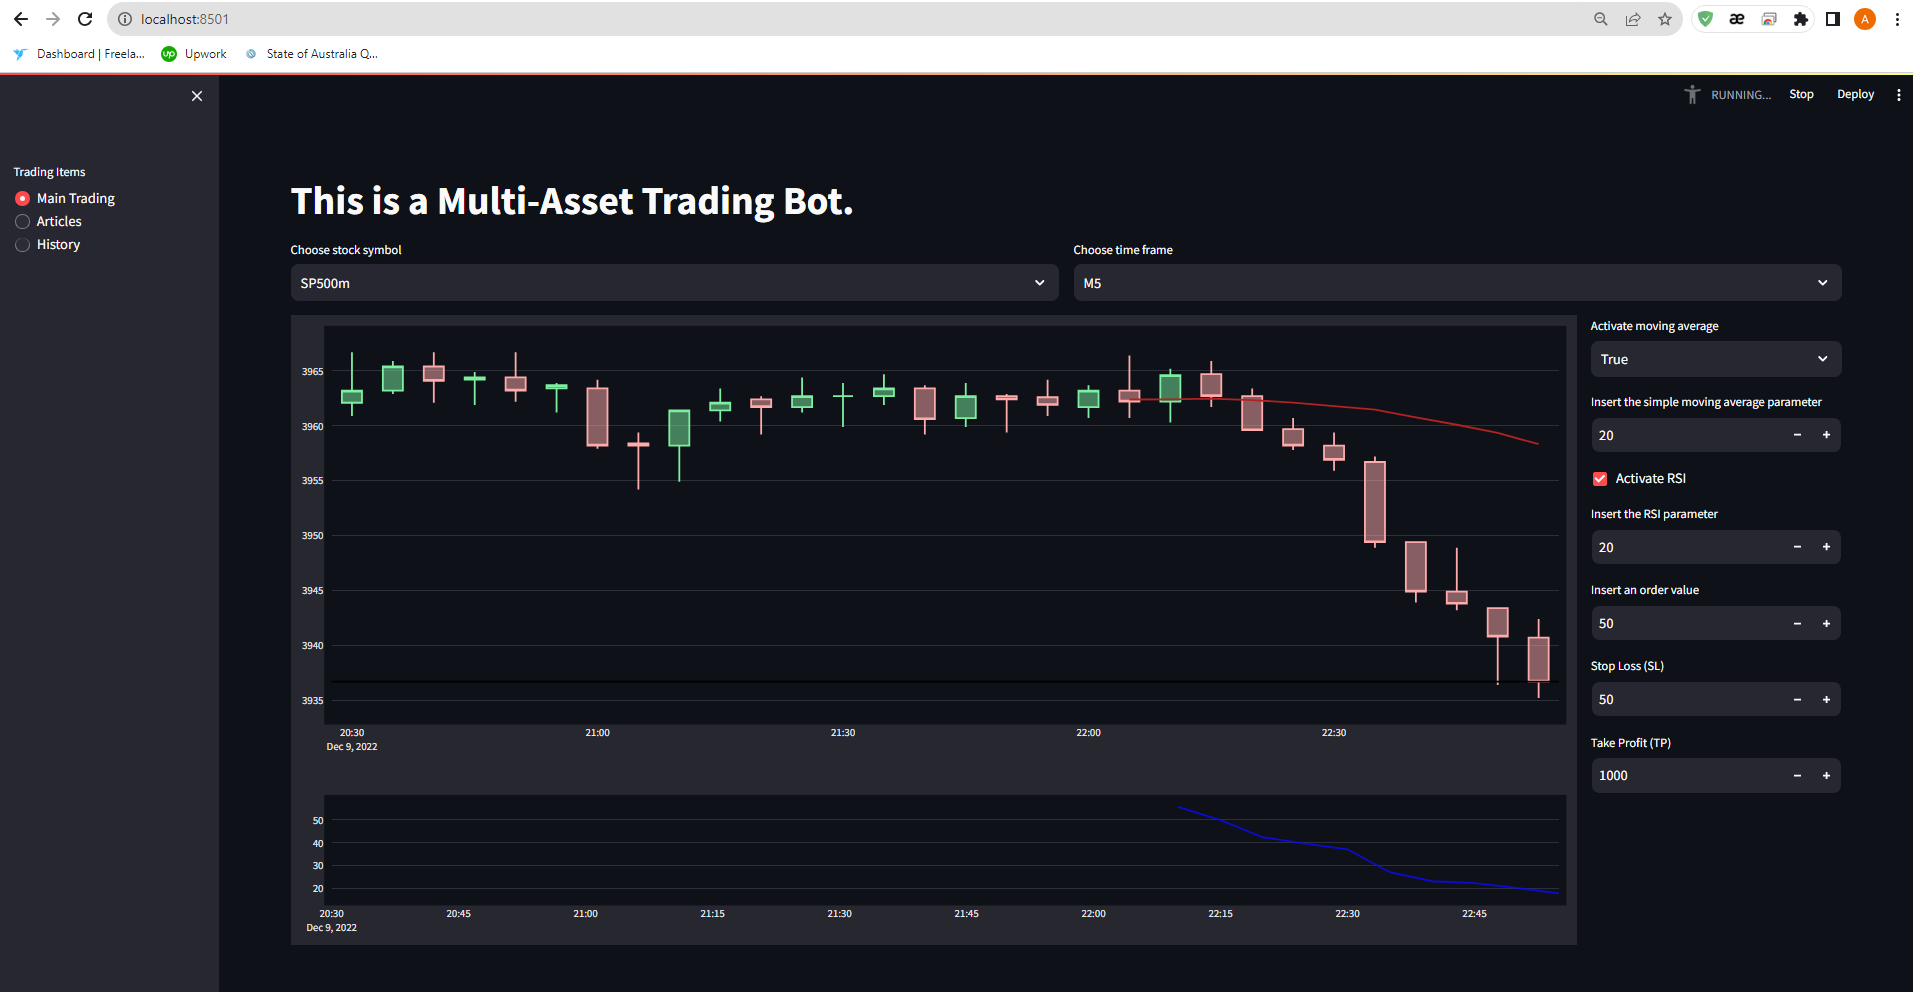 localhost:8501
æ
A
Dashboard | Freela...
up
Upwork
State of Australia Q...
RUNNING...
Stop
Deploy
Trading Items
Main Trading
Articles
History
This is a Multi-Asset Trading Bot.
Choose stock symbol
Choose time frame
SP500m
M5
3965
3960
3955
3950
3945
3940
3935
20:30
21:00
21:30
22:00
22:30
Dec 9, 2022
50
40
30
20
20:30
20:45
21:00
21:15
21:30
21:45
22:00
22:15
22:30
22:45
Dec 9, 2022
Activate moving average
True
Insert the simple moving average parameter
20
Activate RSI
Insert the RSI parameter
20
Insert an order value
50
Stop Loss (SL)
50
Take Profit (TP)
1000